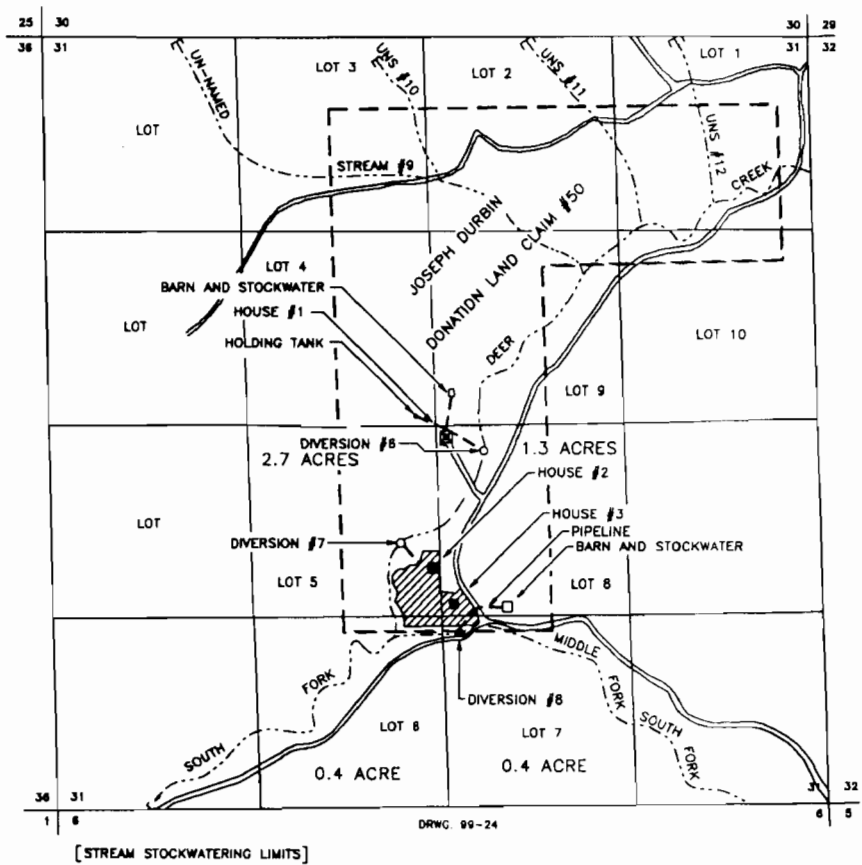 25 30
36 31
30 29
31 32
UN-NAMED
LOT 3
UNS #10
LOT 2
UNS #11
LOT 1
UNS #12
LOT
STREAM #9
CREEK
JOSEPH DURBIN
DONATION LAND CLAIM #50
LOT 4
BARN AND STOCKWATER
HOUSE #1
HOLDING TANK
LOT
DEER
LOT 10
LOT 9
DIVISION #6
2.7 ACRES
1.3 ACRES
HOUSE #2
LOT
HOUSE #3
PIPELINE
BARN AND STOCKWATER
DIVERSION #7
LOT 5
LOT 8
MIDDLE
FORK
SOUTH
FORK
FORK
SOUTH
DIVERSION #8
LOT 6
LOT 7
0.4 ACRE
0.4 ACRE
36 31
1 6
31 32
6 5
DRWG. 99-24
[STREAM STOCKWATERING LIMITS]